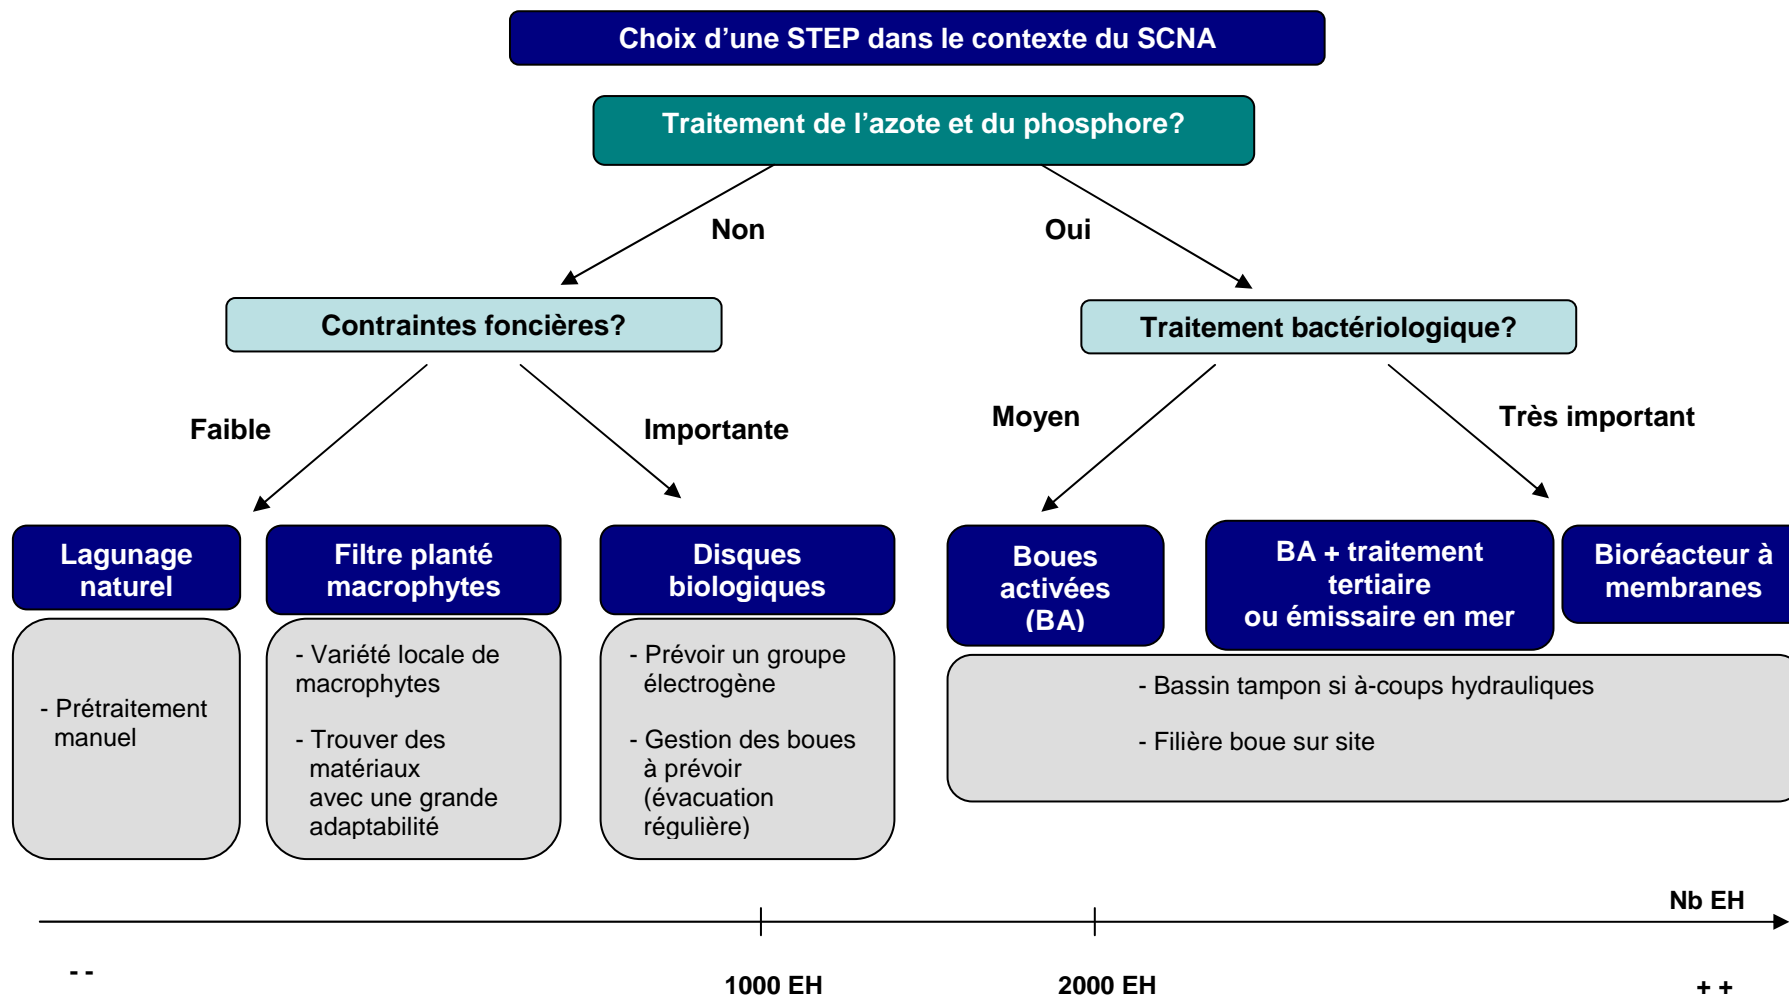 Choix d’une STEP dans le contexte du SCNA
Traitement de l’azote et du phosphore?
Non
Oui
Contraintes foncières?
Traitement bactériologique?
Faible
Importante
Moyen
Très important
Lagunage
naturel
Filtre planté
macrophytes
Disques
biologiques
Boues
activées
(BA)
BA + traitement
tertiaire
ou émissaire en mer
Bioréacteur à
membranes
- Prétraitement
manuel
- Variété locale de
macrophytes
- Trouver des
matériaux
avec une grande
adaptabilité
- Prévoir un groupe
électrogène
- Gestion des boues
à prévoir
(évacuation
régulière)
- Bassin tampon si à-coups hydrauliques
- Filière boue sur site
Nb EH
- -
1000 EH
2000 EH
+ +